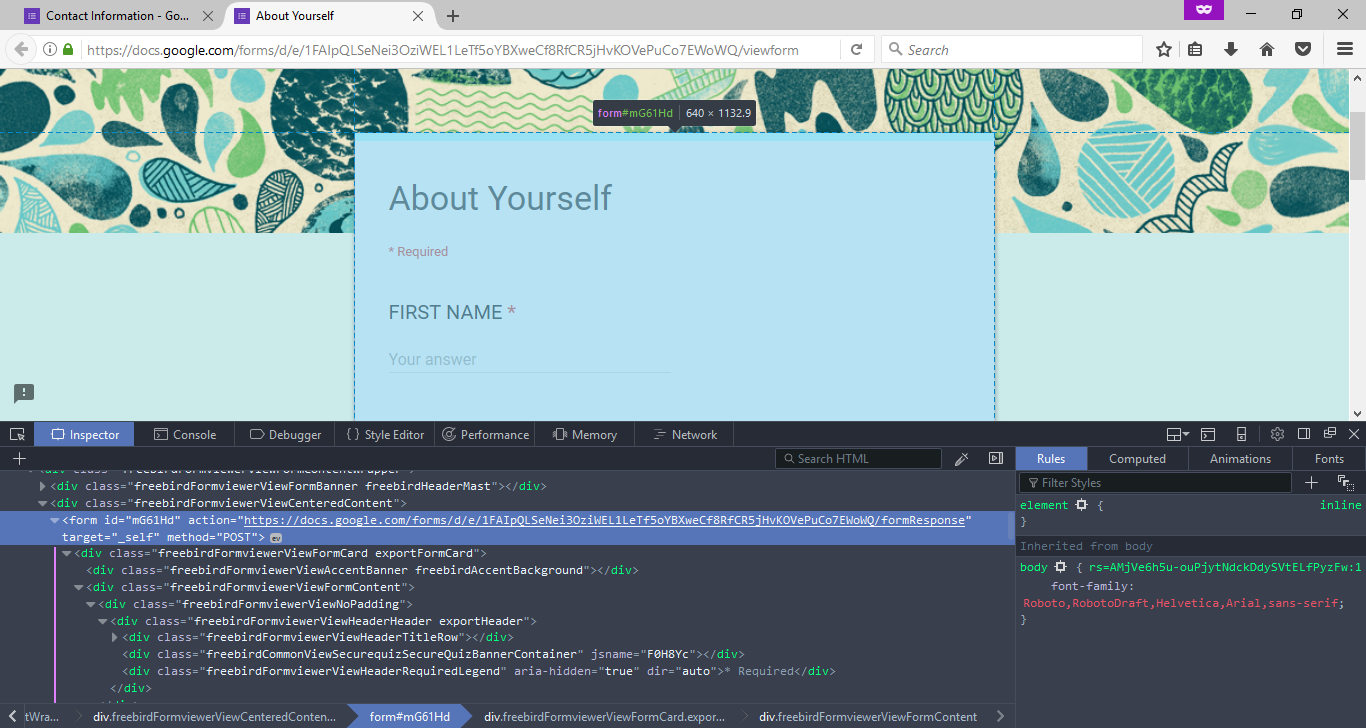 Contact Information - Go...
About Yourself
https://docs.google.com/forms/d/e/1FAIpQLSeNei3OziWEL1LeTf5oYBXweCf8RfCR5jHvKOVePuCo7EWoWQ/viewform
Search
form#mG61Hd 640 × 1132.9
About Yourself
* Required
FIRST NAME *
Your answer
Inspector Console Debugger { } Style Editor Performance Memory Network
Search HTML
Rules Computed Animations Fonts
<div class="freebirdFormviewerViewFormContentWrapper">
<div class="freebirdFormviewerViewFormBanner freebirdHeaderMast"></div>
<div class="freebirdFormviewerViewCenteredContent">
<form id="mG61Hd" action="https://docs.google.com/forms/d/e/1FAIpQLSeNei3OziWEL1LeTf5oYBXweCf8RfCR5jHvKOVePuCo7EWoWQ/formResponse"
target="_self" method="POST"> ev
<div class="freebirdFormviewerViewFormCard exportFormCard">
<div class="freebirdFormviewerViewAccentBanner freebirdAccentBackground"></div>
<div class="freebirdFormviewerViewFormContent">
<div class="freebirdFormviewerViewNoPadding">
<div class="freebirdFormviewerViewHeaderHeader exportHeader">
<div class="freebirdFormviewerViewHeaderTitleRow"></div>
<div class="freebirdCommonViewSecurequizSecureQuizBannerContainer" jsname="F0H8Yc"></div>
<div class="freebirdFormviewerViewHeaderRequiredLegend" aria-hidden="true" dir="auto">* Required</div>
</div>
Filter Styles
element { inline
}
Inherited from body
body { rs=AMjVe6h5u-ouPjytNdckDdySVtELfPyzFw:1
font-family:
Roboto,RobotoDraft,Helvetica,Arial,sans-serif;
}
tWra... div.freebirdFormviewerViewCenteredConten... form#mG61Hd div.freebirdFormviewerViewFormCard.expor... div.freebirdFormviewerViewFormContent